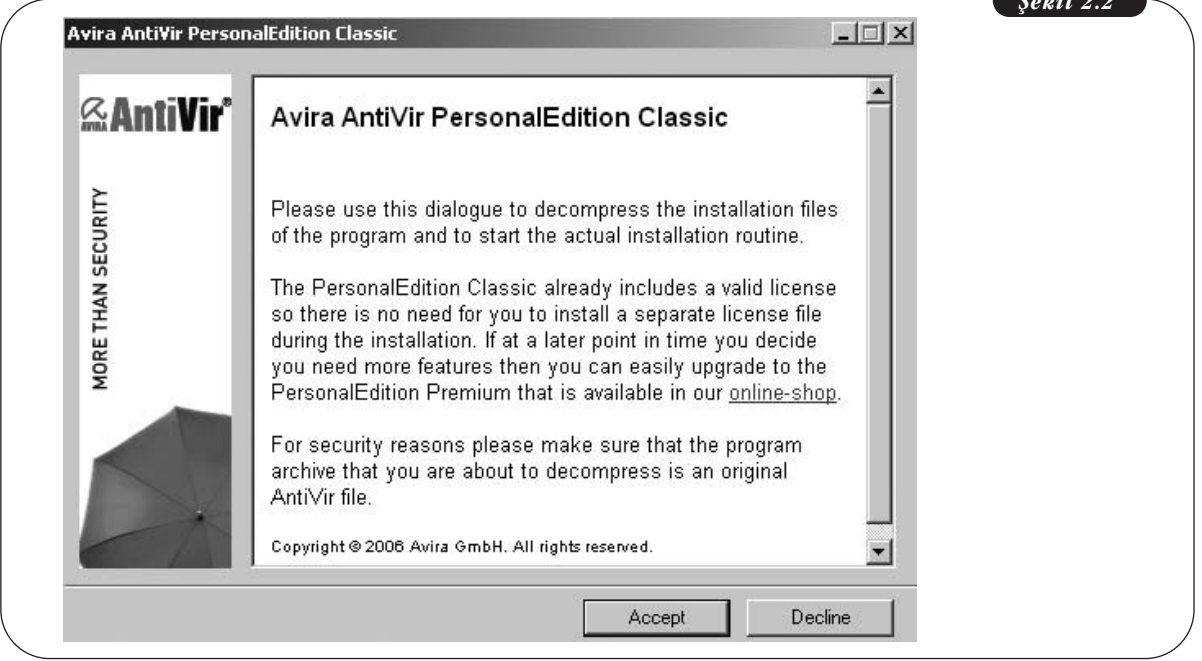 Şekil 2.2
Avira AntiVir PersonalEdition Classic
AVIRA AntiVir®
MORE THAN SECURITY
Avira AntiVir PersonalEdition Classic
Please use this dialogue to decompress the installation files
of the program and to start the actual installation routine.
The PersonalEdition Classic already includes a valid license
so there is no need for you to install a separate license file
during the installation. If at a later point in time you decide
you need more features then you can easily upgrade to the
PersonalEdition Premium that is available in our online-shop.
For security reasons please make sure that the program
archive that you are about to decompress is an original
AntiVir file.
Copyright © 2006 Avira GmbH. All rights reserved.
Accept
Decline